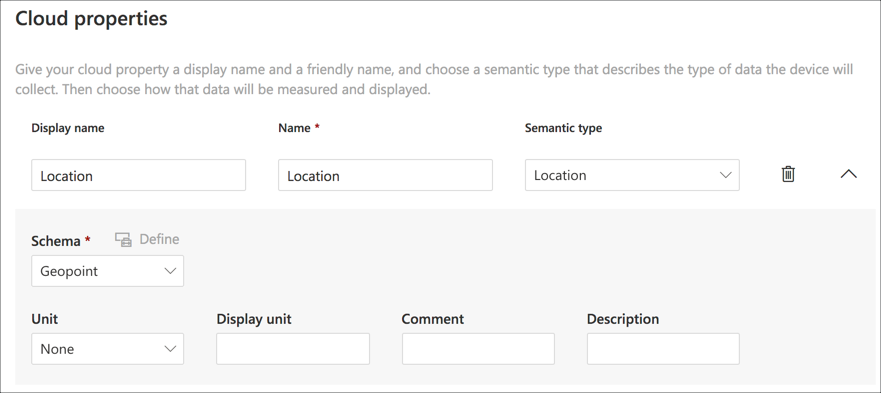 Cloud properties
Give your cloud property a display name and a friendly name, and choose a semantic type that describes the type of data the device will
collect. Then choose how that data will be measured and displayed.
Display name Name * Semantic type
Location Location Location
Schema * Define
Geopoint
Unit Display unit Comment Description
None